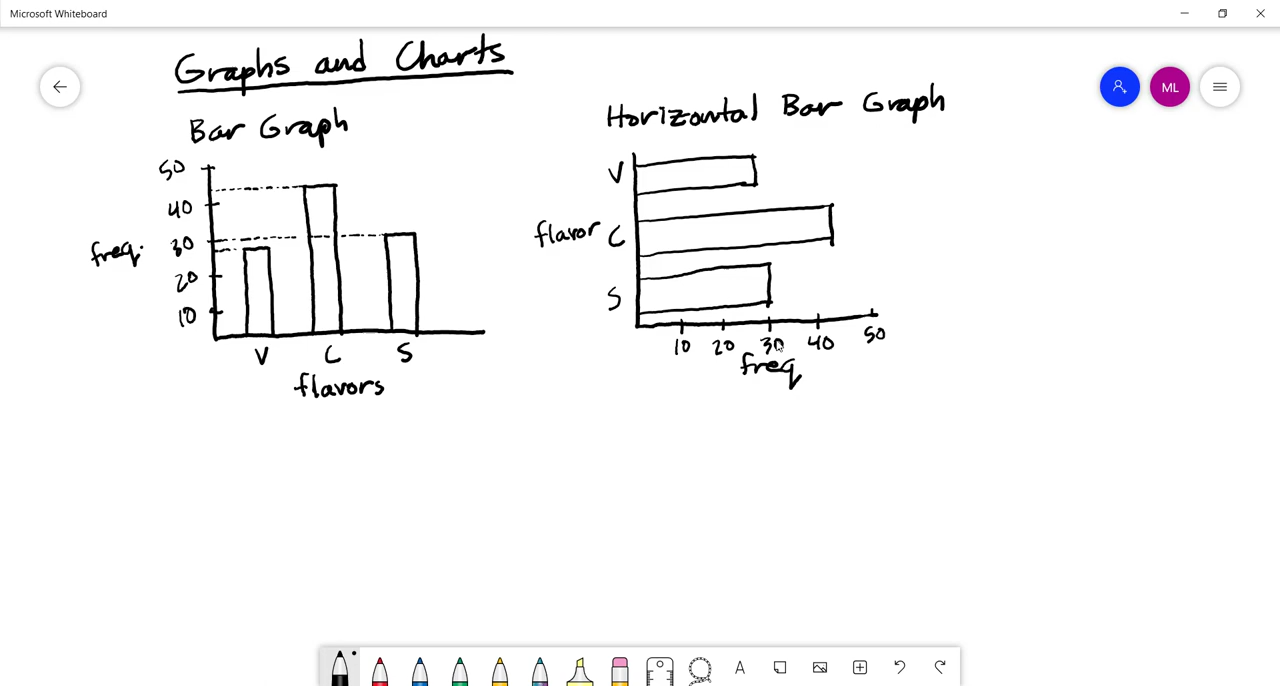 Microsoft Whiteboard
Graphs and Charts
ML
Bar Graph
50
40
freq.
30
20
10
V C S
flavors
Horizontal Bar Graph
V
flavor C
S
10 20 30 40 50
freq
A